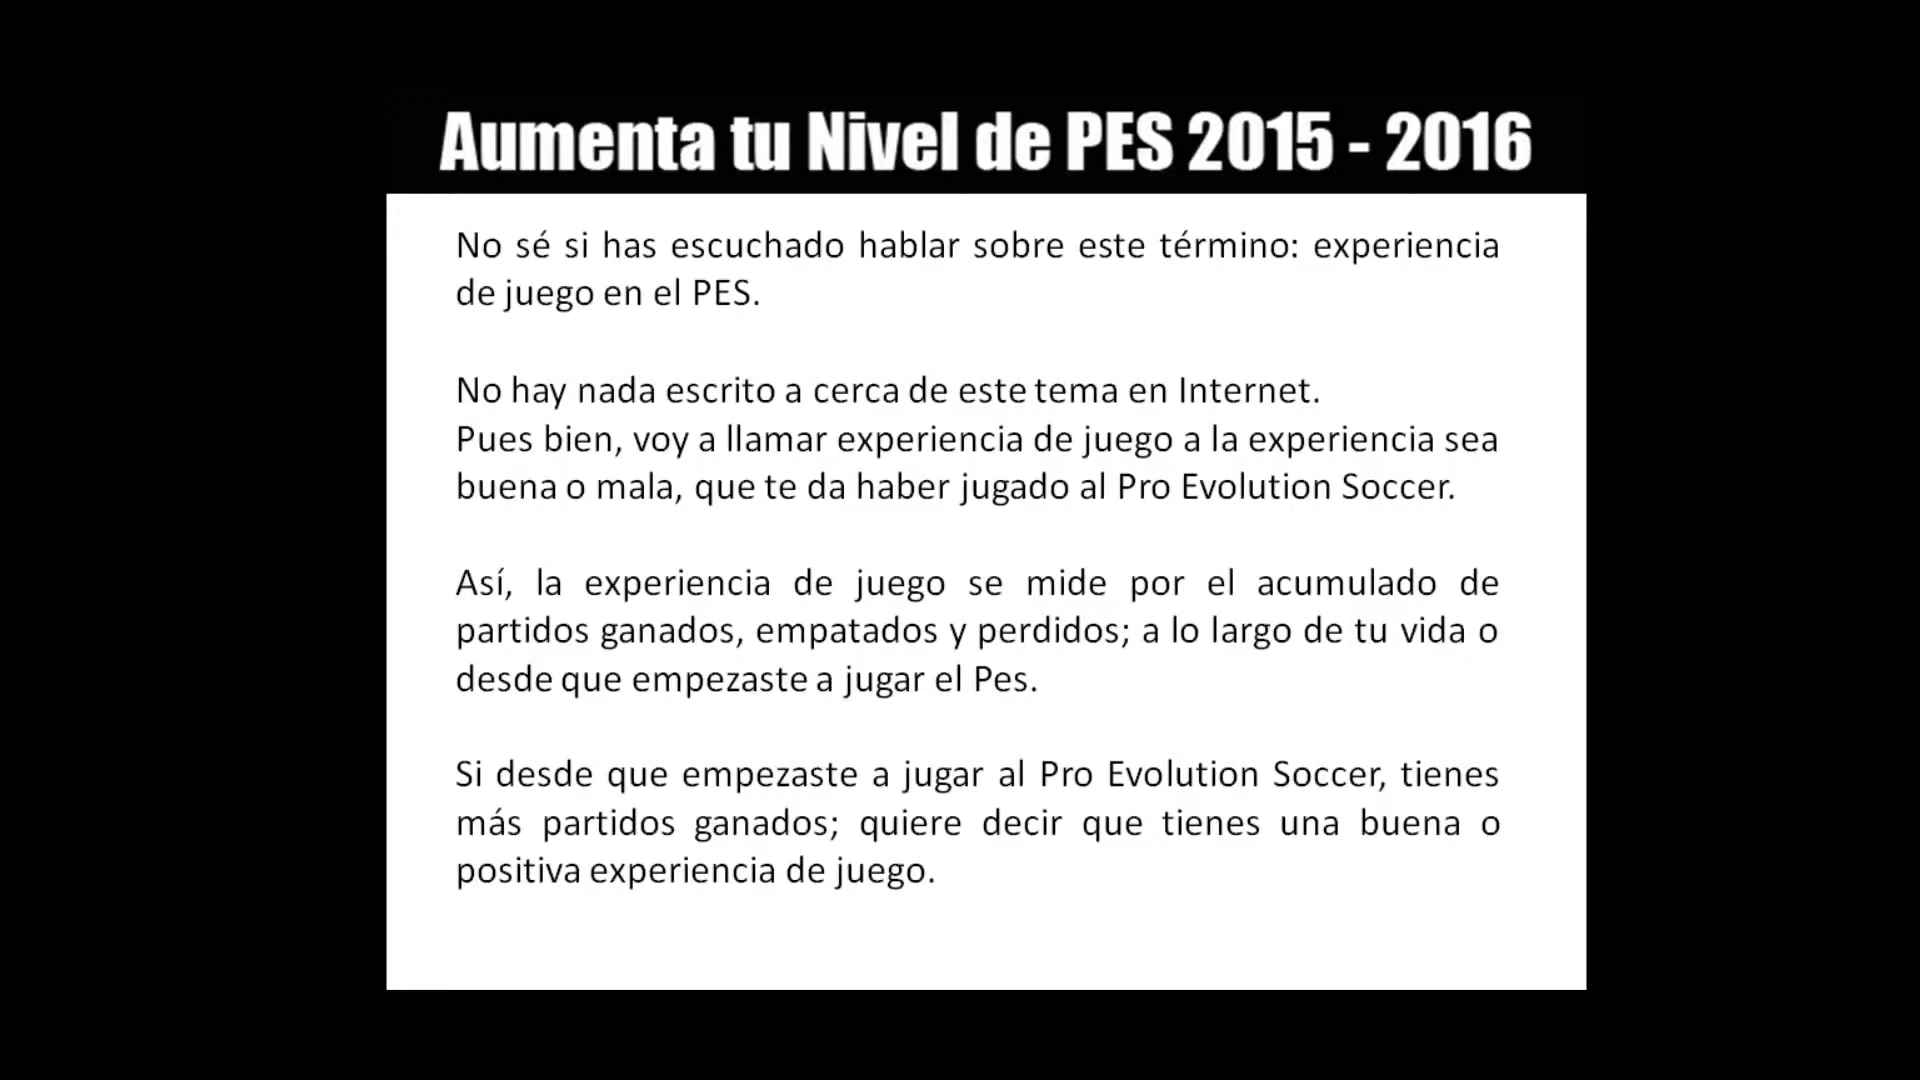 Aumenta tu Nivel de PES 2015 - 2016
No sé si has escuchado hablar sobre este término: experiencia
de juego en el PES.
No hay nada escrito a cerca de este tema en Internet.
Pues bien, voy a llamar experiencia de juego a la experiencia sea
buena o mala, que te da haber jugado al Pro Evolution Soccer.
Así, la experiencia de juego se mide por el acumulado de
partidos ganados, empatados y perdidos; a lo largo de tu vida o
desde que empezaste a jugar el Pes.
Si desde que empezaste a jugar al Pro Evolution Soccer, tienes
más partidos ganados; quiere decir que tienes una buena o
positiva experiencia de juego.